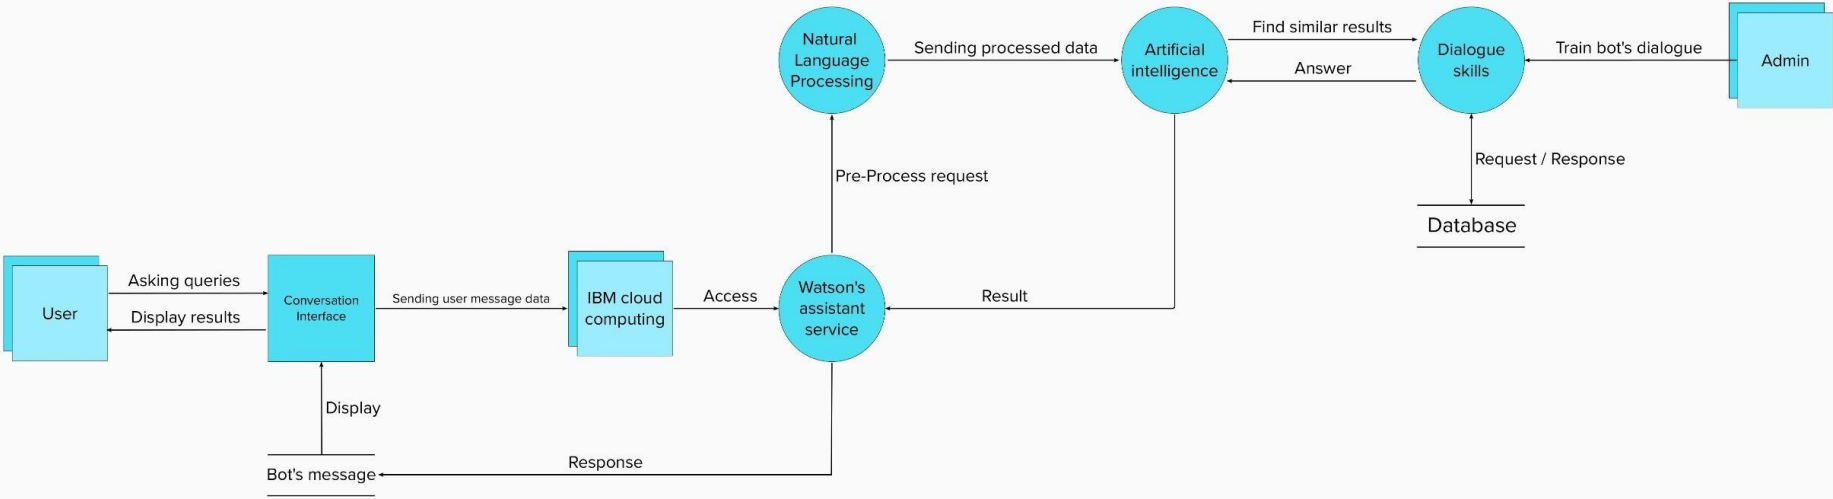 Natural
Language
Processing
Sending processed data
Artificial
intelligence
Find similar results
Answer
Dialogue
skills
Train bot's dialogue
Admin
Pre-Process request
Request / Response
Database
User
Asking queries
Display results
Conversation
Interface
Sending user message data
IBM cloud
computing
Access
Watson's
assistant
service
Result
Display
Bot's message
Response